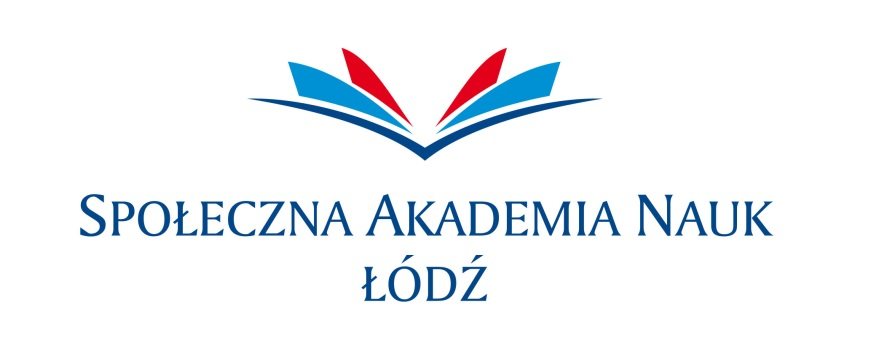 SPOŁECZNA AKADEMIA NAUK
ŁÓDŹ